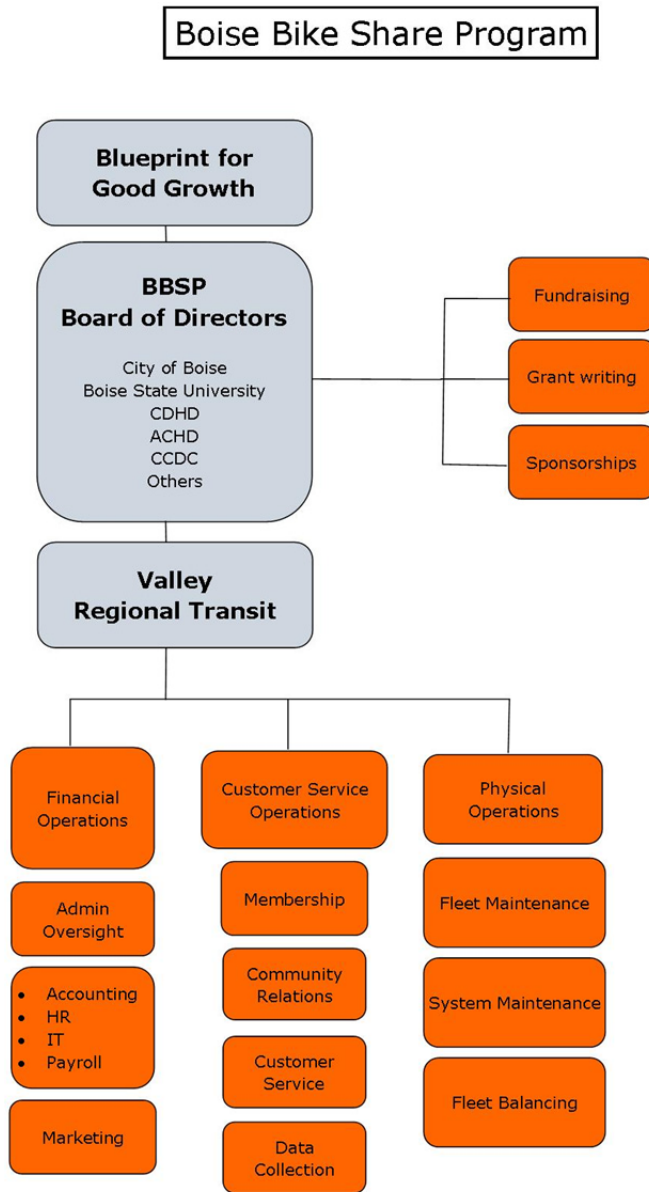 Boise Bike Share Program
Blueprint for
Good Growth
BBSP
Board of Directors
City of Boise
Boise State University
CDHD
ACHD
CCDC
Others
Fundraising
Grant writing
Sponsorships
Valley
Regional Transit
Financial
Operations
Admin
Oversight
• Accounting
• HR
• IT
• Payroll
Marketing
Customer Service
Operations
Membership
Community
Relations
Customer
Service
Data
Collection
Physical
Operations
Fleet Maintenance
System Maintenance
Fleet Balancing